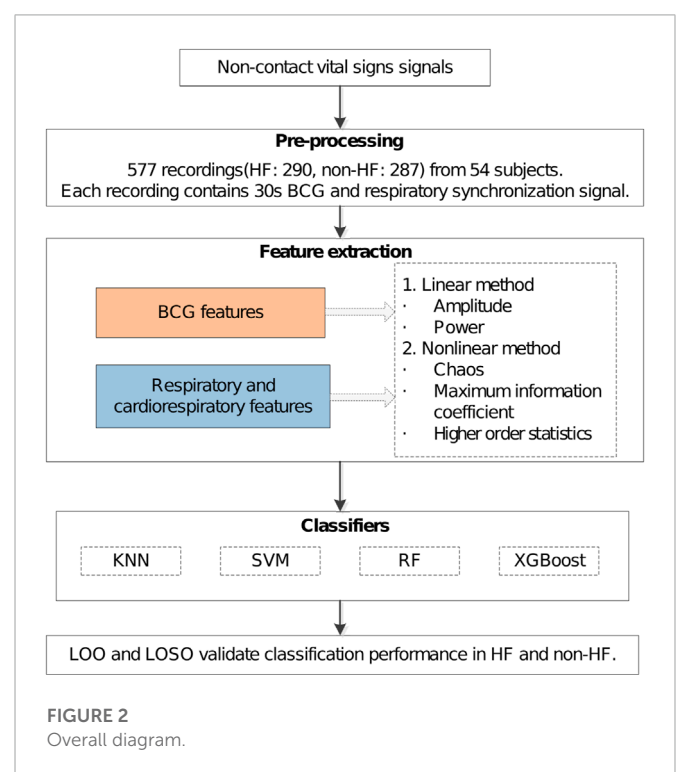 Non-contact vital signs signals
Pre-processing
577 recordings(HF: 290, non-HF: 287) from 54 subjects.
Each recording contains 30s BCG and respiratory synchronization signal.
Feature extraction
BCG features
Respiratory and
cardiorespiratory features
1. Linear method
· Amplitude
· Power
2. Nonlinear method
· Chaos
· Maximum information
coefficient
· Higher order statistics
Classifiers
KNN
SVM
RF
XGBoost
LOO and LOSO validate classification performance in HF and non-HF.
FIGURE 2
Overall diagram.